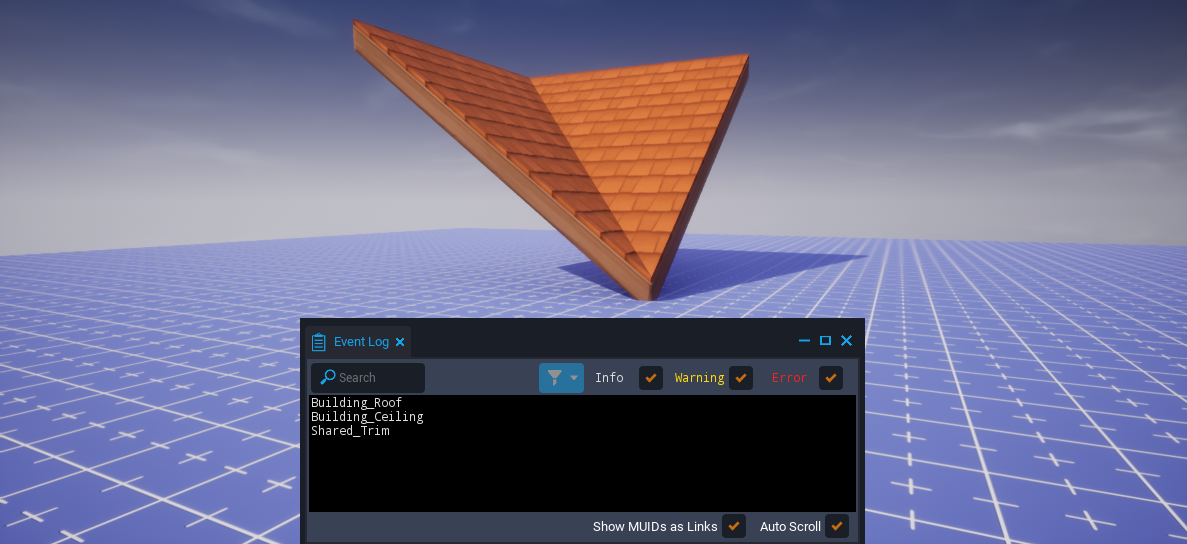 Event Log
Search
Info
Warning
Error
Building_Roof
Building_Ceiling
Shared_Trim
Show MUIDs as Links
Auto Scroll